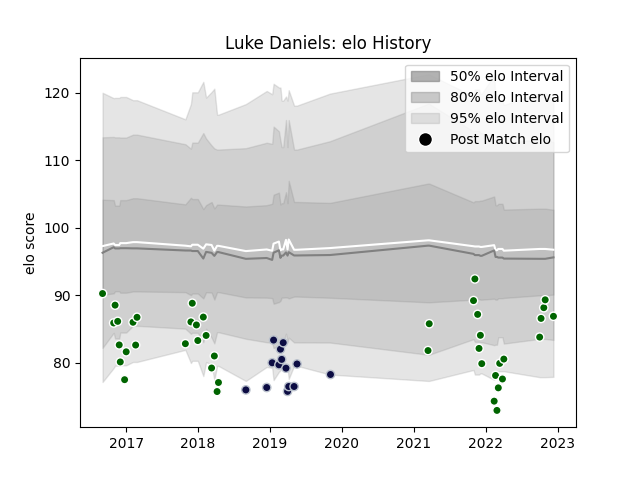 Luke Daniels: elo History
50% elo Interval
80% elo Interval
95% elo Interval
Post Match elo
elo score
120
110
100
90
80
2017
2018
2019
2020
2021
2022
2023